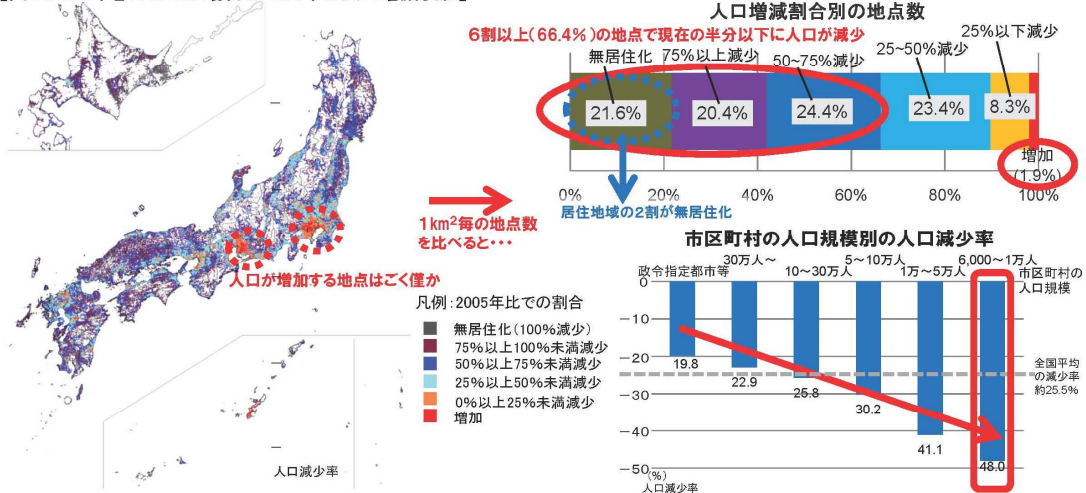 人口増減割合別の地点数
6割以上(66.4%)の地点で現在の半分以下に人口が減少
無居住化
75%以上減少
50~75%減少
25~50%減少
25%以下減少
21.6%
20.4%
24.4%
23.4%
8.3%
増加
(1.9%)
0%
20%
40%
60%
80%
100%
居住地域の2割が無居住化
1km²毎の地点数
を比べると・・・
人口が増加する地点はごく僅か
凡例:2005年比での割合
無居住化(100%減少)
75%以上100%未満減少
50%以上75%未満減少
25%以上50%未満減少
0%以上25%未満減少
増加
人口減少率
市区町村の人口規模別の人口減少率
政令指定都市等
30万人~
10~30万人
5~10万人
1万~5万人
6,000~1万人
市区町村の
人口規模
0
-10
-20
-30
-40
-50
(%)
人口減少率
19.8
22.9
25.8
30.2
41.1
48.0
全国平均
の減少率
約25.5%